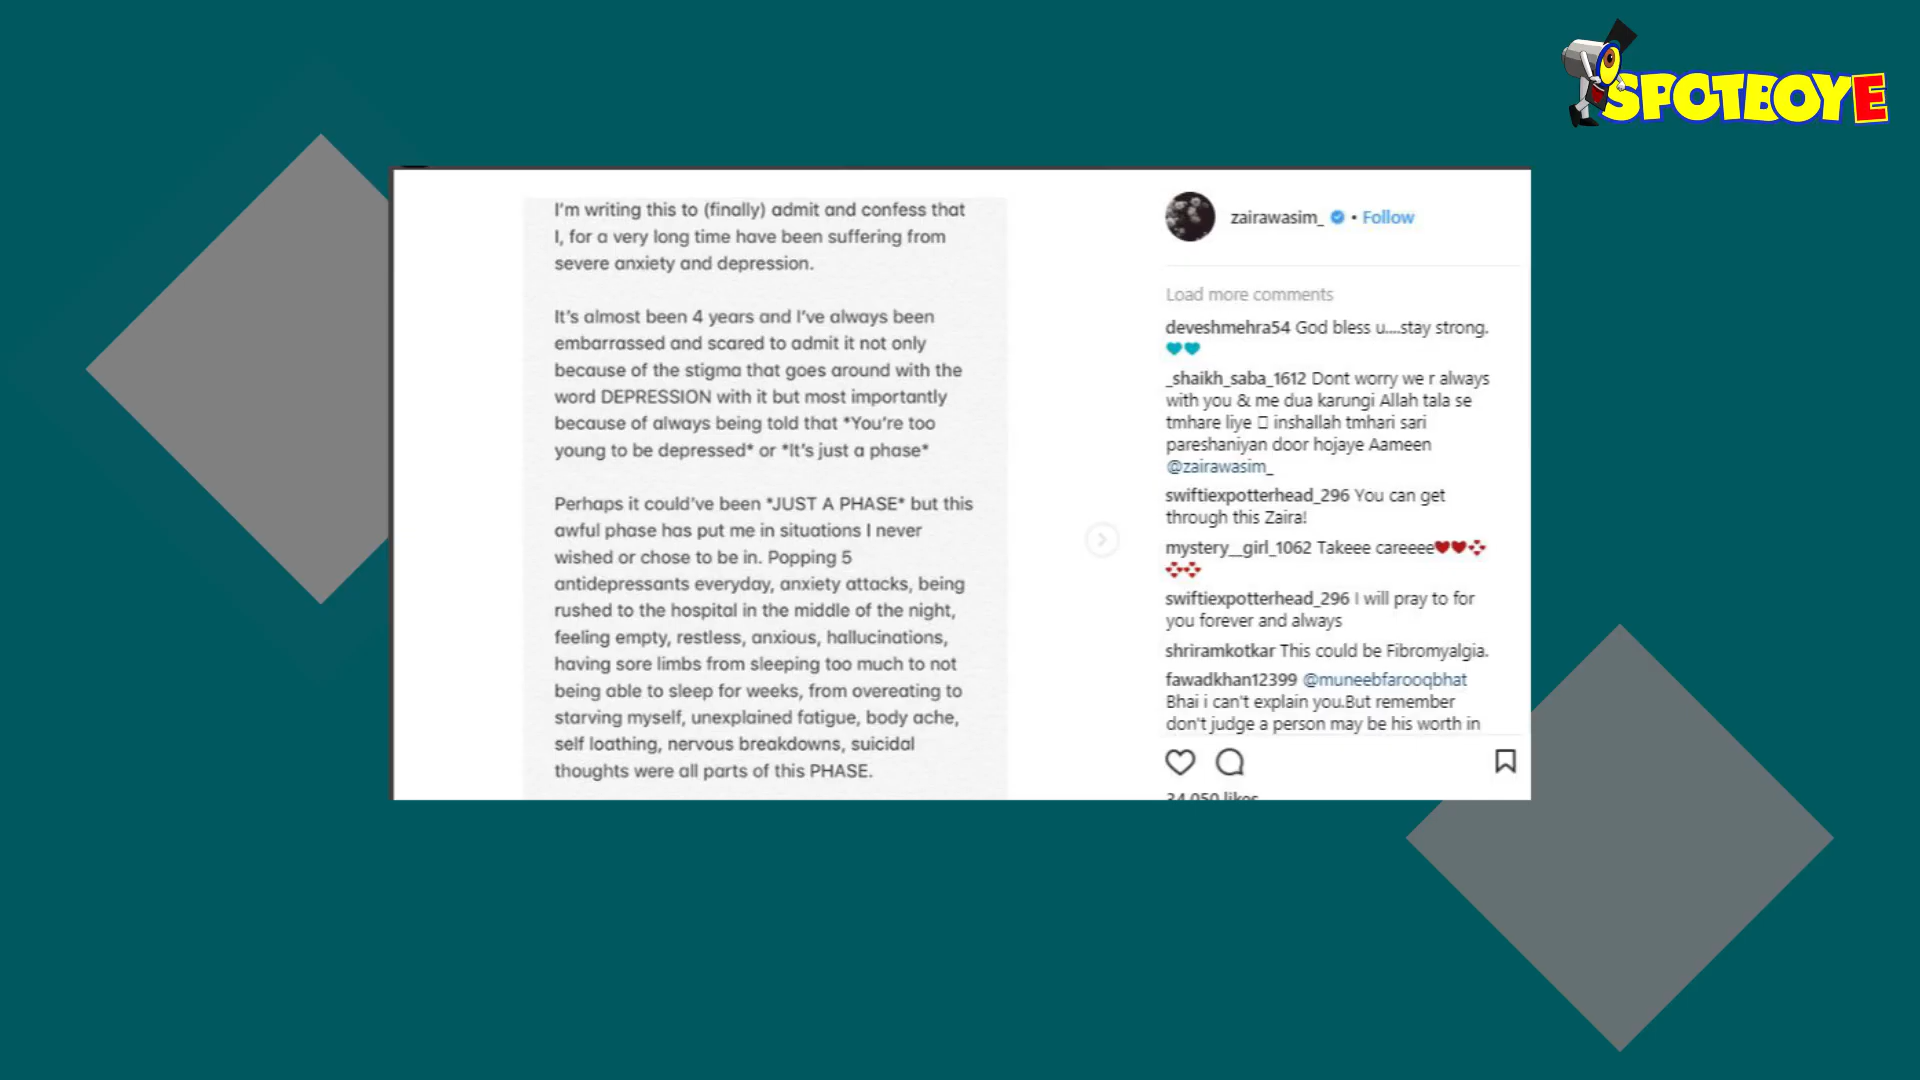 SPOTBOYE
I'm writing this to (finally) admit and confess that
I, for a very long time have been suffering from
severe anxiety and depression.
It's almost been 4 years and I've always been
embarrassed and scared to admit it not only
because of the stigma that goes around with the
word DEPRESSION with it but most importantly
because of always being told that *You're too
young to be depressed* or *It's just a phase*
Perhaps it could've been *JUST A PHASE* but this
awful phase has put me in situations I never
wished or chose to be in. Popping 5
antidepressants everyday, anxiety attacks, being
rushed to the hospital in the middle of the night,
feeling empty, restless, anxious, hallucinations,
having sore limbs from sleeping too much to not
being able to sleep for weeks, from overeating to
starving myself, unexplained fatigue, body ache,
self loathing, nervous breakdowns, suicidal
thoughts were all parts of this PHASE.
zairawasim_ • Follow
Load more comments
deveshmehra54 God bless u....stay strong.
_shaikh_saba_1612 Dont worry we r always
with you & me dua karungi Allah tala se
tmhare liye inshallah tmhari sari
pareshaniyan door hojaye Aameen
@zairawasim_
swiftiexpotterhead_296 You can get
through this Zaira!
mystery__girl_1062 Takeee careeee
swiftiexpotterhead_296 I will pray to for
you forever and always
shriramkotkar This could be Fibromyalgia.
fawadkhan12399 @muneebfarooqbhat
Bhai i can't explain you.But remember
don't judge a person may be his worth in
34,050 likes